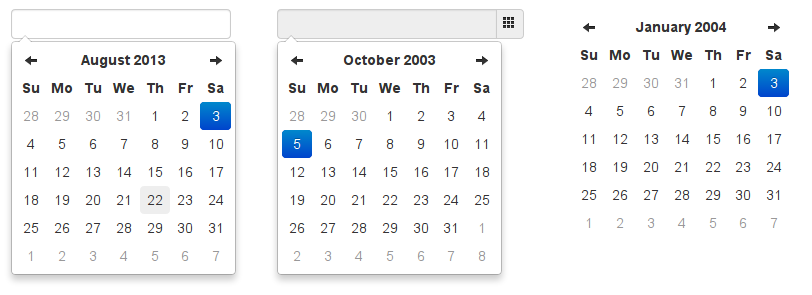 August 2013
Su Mo Tu We Th Fr Sa
28 29 30 31 1 2 3
4 5 6 7 8 9 10
11 12 13 14 15 16 17
18 19 20 21 22 23 24
25 26 27 28 29 30 31
1 2 3 4 5 6 7
October 2003
Su Mo Tu We Th Fr Sa
28 29 30 1 2 3 4
5 6 7 8 9 10 11
12 13 14 15 16 17 18
19 20 21 22 23 24 25
26 27 28 29 30 31 1
2 3 4 5 6 7 8
January 2004
Su Mo Tu We Th Fr Sa
28 29 30 31 1 2 3
4 5 6 7 8 9 10
11 12 13 14 15 16 17
18 19 20 21 22 23 24
25 26 27 28 29 30 31
1 2 3 4 5 6 7